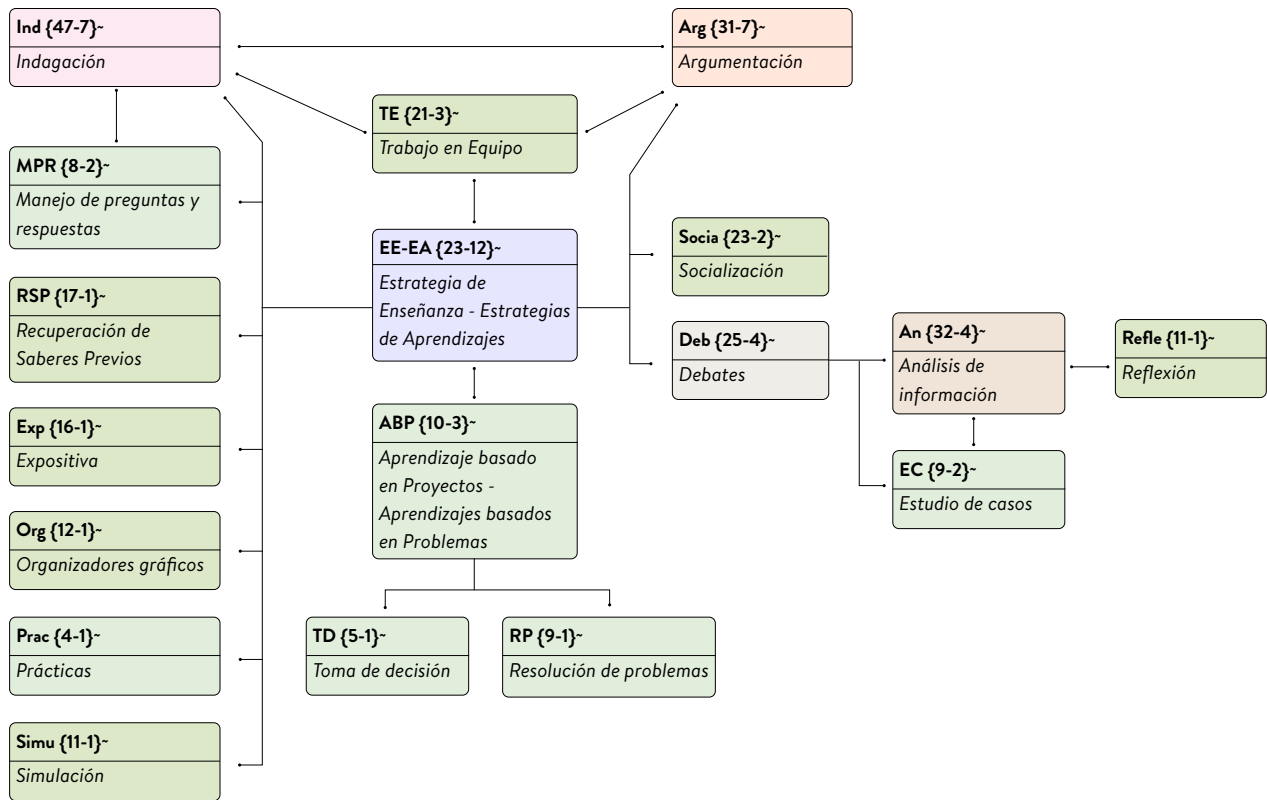 Ind {47-7}~
Indagación
Arg {31-7}~
Argumentación
TE {21-3}~
Trabajo en Equipo
MPR {8-2}~
Manejo de preguntas y
respuestas
EE-EA {23-12}~
Estrategia de
Enseñanza - Estrategias
de Aprendizajes
Socia {23-2}~
Socialización
RSP {17-1}~
Recuperación de
Saberes Previos
Deb {25-4}~
Debates
An {32-4}~
Análisis de
información
Refle {11-1}~
Reflexión
Exp {16-1}~
Expositiva
ABP {10-3}~
Aprendizaje basado
en Proyectos -
Aprendizajes basados
en Problemas
EC {9-2}~
Estudio de casos
Org {12-1}~
Organizadores gráficos
Prac {4-1}~
Prácticas
TD {5-1}~
Toma de decisión
RP {9-1}~
Resolución de problemas
Simu {11-1}~
Simulación